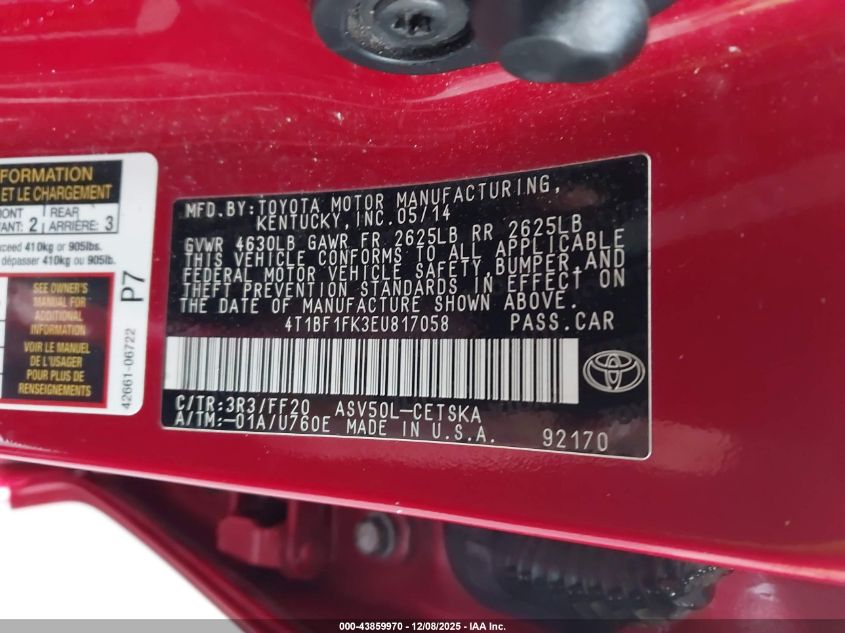 FORMATION
ET LE CHARGEMENT
REAR
2 ARRIÈRE: 3
410kg or 905lbs.
dépasser 410kg ou 905lb.
SEE OWNER'S
MANUAL FOR
ADDITIONAL
INFORMATION
VOIR LE MANUEL
DE L'USAGER
POUR PLUS DE
RENSEIGNEMENTS
P7
42661-06722
MFD.BY:TOYOTA MOTOR MANUFACTURING,
KENTUCKY, INC.05/14
GVWR 4630LB GAWR FR 2625LB RR 2625LB
THIS VEHICLE CONFORMS TO ALL APPLICABLE
FEDERAL MOTOR VEHICLE SAFETY,BUMPER,AND
THEFT PREVENTION STANDARDS IN EFFECT ON
THE DATE OF MANUFACTURE SHOWN ABOVE.
4T1BF1FK3EU817058 PASS.CAR
C/TR:3R3/FF20 ASV50L-CETSKA
A/TM:-01A/U760E MADE IN U.S.A. 92170
000-43859970 - 12/08/2025 - IAA Inc.